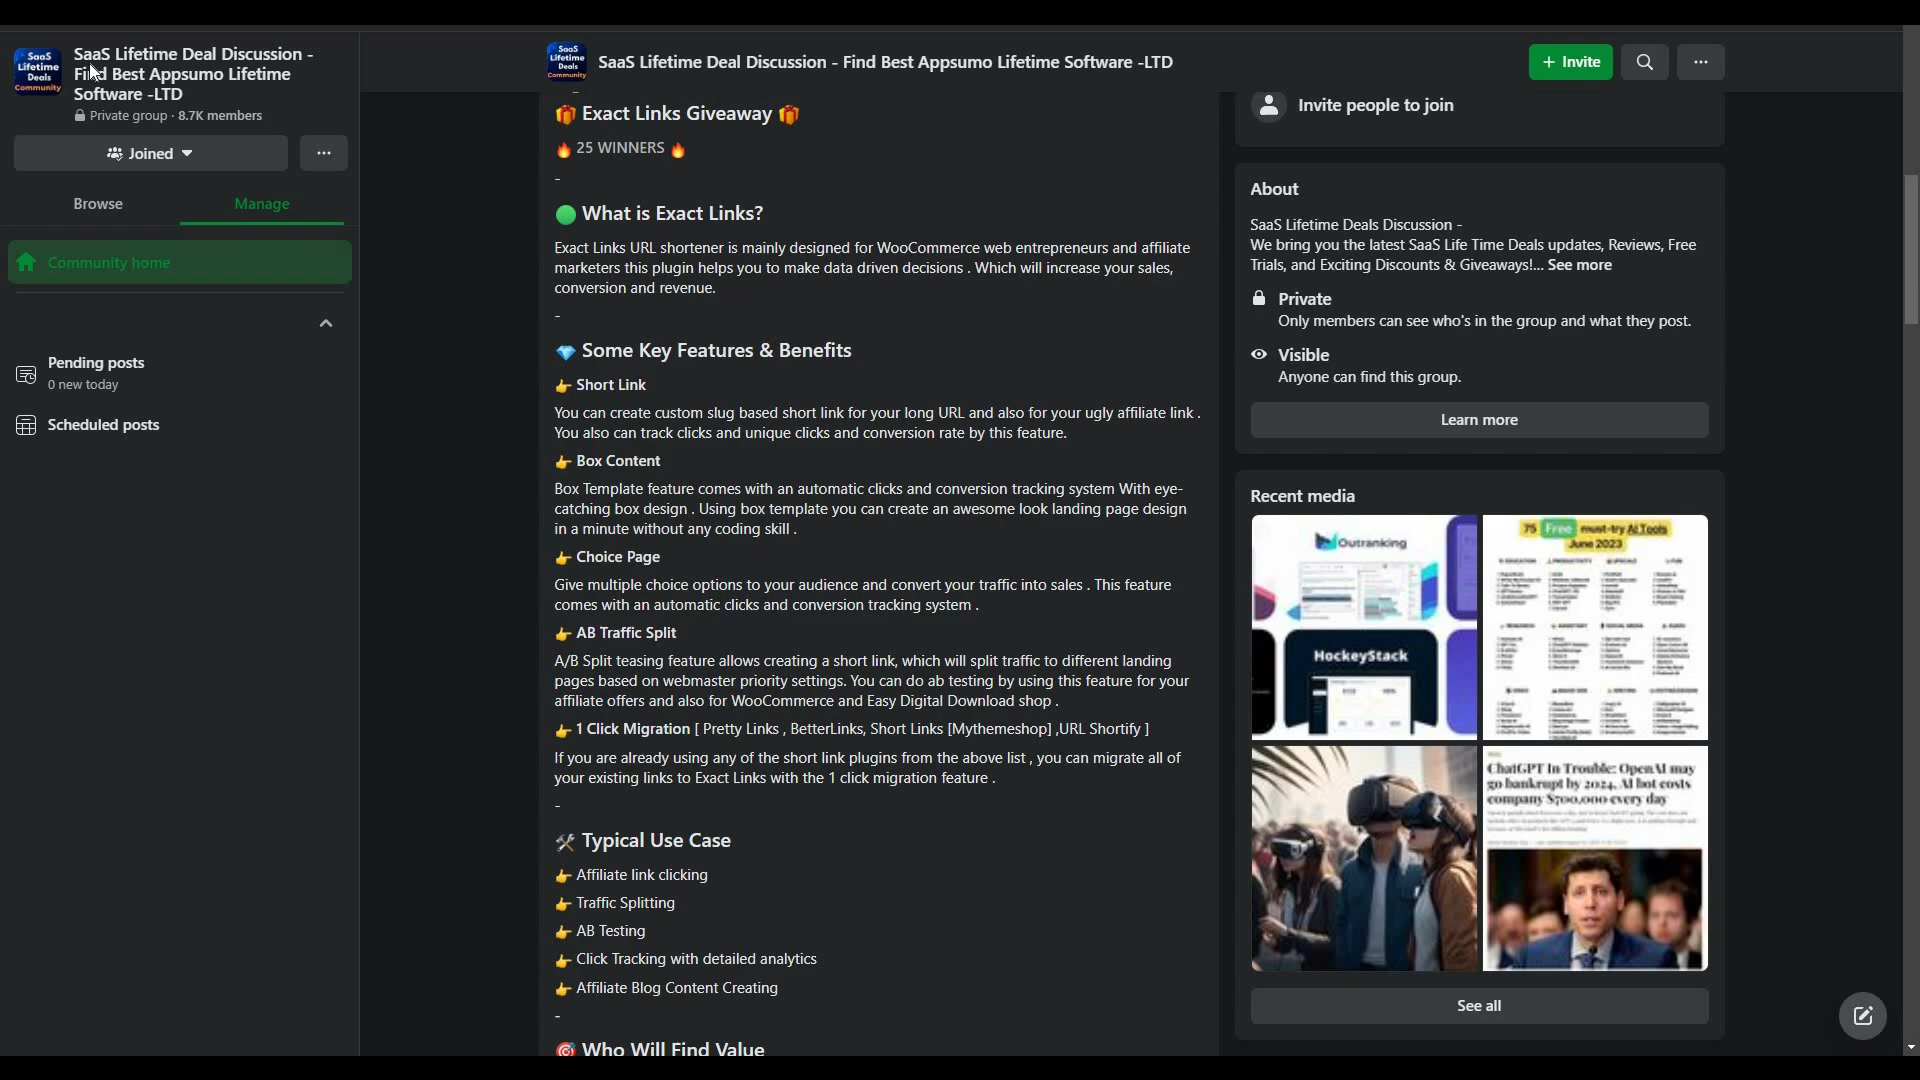 SaaS
Lifetime
Deals
Community
SaaS Lifetime Deal Discussion -
Find Best Appsumo Lifetime
Software -LTD
Private group · 8.7K members
Joined
Browse
Manage
Community home
Pending posts
0 new today
Scheduled posts
SaaS
Lifetime
Deals
Community
SaaS Lifetime Deal Discussion - Find Best Appsumo Lifetime Software -LTD
+ Invite
🎁 Exact Links Giveaway 🎁
🔥 25 WINNERS 🔥
-
🟢 What is Exact Links?
Exact Links URL shortener is mainly designed for WooCommerce web entrepreneurs and affiliate
marketers this plugin helps you to make data driven decisions . Which will increase your sales,
conversion and revenue.
-
💎 Some Key Features & Benefits
👉 Short Link
You can create custom slug based short link for your long URL and also for your ugly affiliate link .
You also can track clicks and unique clicks and conversion rate by this feature.
👉 Box Content
Box Template feature comes with an automatic clicks and conversion tracking system With eye-
catching box design . Using box template you can create an awesome look landing page design
in a minute without any coding skill .
👉 Choice Page
Give multiple choice options to your audience and convert your traffic into sales . This feature
comes with an automatic clicks and conversion tracking system .
👉 AB Traffic Split
A/B Split teasing feature allows creating a short link, which will split traffic to different landing
pages based on webmaster priority settings. You can do ab testing by using this feature for your
affiliate offers and also for WooCommerce and Easy Digital Download shop .
👉 1 Click Migration [ Pretty Links , BetterLinks, Short Links [Mythemeshop] ,URL Shortify ]
If you are already using any of the short link plugins from the above list , you can migrate all of
your existing links to Exact Links with the 1 click migration feature .
-
🛠 Typical Use Case
👉 Affiliate link clicking
👉 Traffic Splitting
👉 AB Testing
👉 Click Tracking with detailed analytics
👉 Affiliate Blog Content Creating
-
🎯 Who Will Find Value
Invite people to join
About
SaaS Lifetime Deals Discussion -
We bring you the latest SaaS Life Time Deals updates, Reviews, Free
Trials, and Exciting Discounts & Giveaways!... See more
Private
Only members can see who's in the group and what they post.
Visible
Anyone can find this group.
Learn more
Recent media
Outranking
HockeyStack
75 Free must-try AI Tools
June 2023
ChatGPT In Trouble: OpenAI may
go bankrupt by 2024, AI bot costs
company $700,000 every day
See all